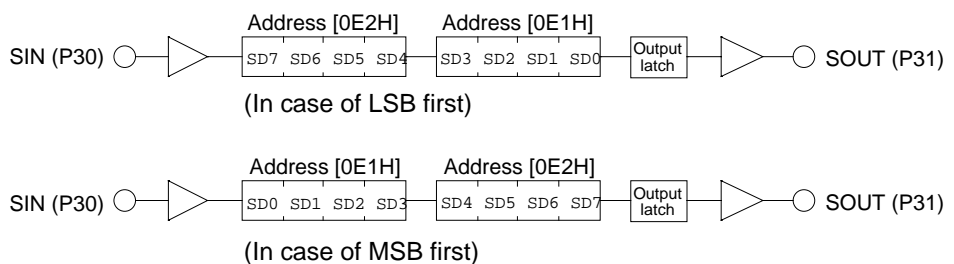 Address [0E2H] Address [0E1H]
SIN (P30) SD7 SD6 SD5 SD4 SD3 SD2 SD1 SD0 Output latch SOUT (P31)
(In case of LSB first)
Address [0E1H] Address [0E2H]
SIN (P30) SD0 SD1 SD2 SD3 SD4 SD5 SD6 SD7 Output latch SOUT (P31)
(In case of MSB first)